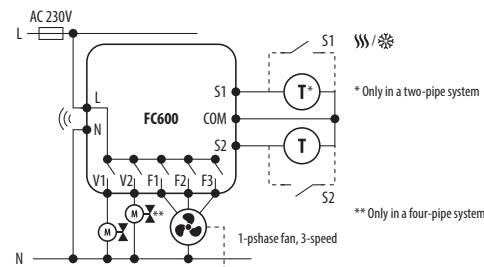 AC 230V
L
S1
/
L
S1
T*
* Only in a two-pipe system
N
FC600
COM
S2
T
V1 V2 F1 F2 F3
S2
M
M
**
** Only in a four-pipe system
1-pshase fan, 3-speed
N